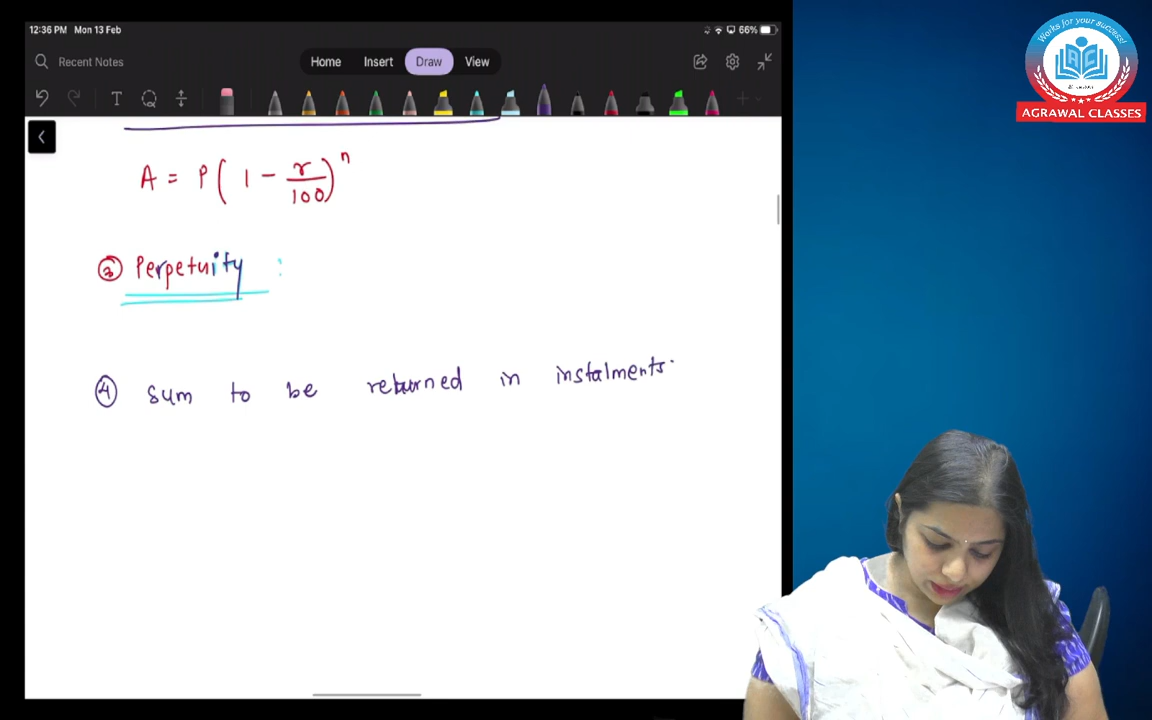 12:36 PM Mon 13 Feb
66%
Recent Notes
Home Insert Draw View
A = P ( 1 - r/100 )^n
③ Perpetuity :
④ sum to be returned in instalments.
Works for your success!
AC
AGRAWAL CLASSES